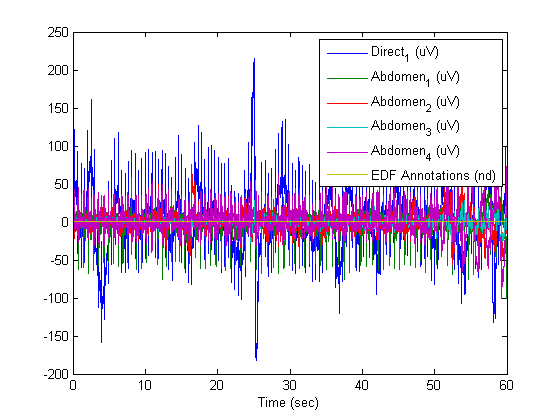 250
200
150
100
50
0
-50
-100
-150
-200
Direct1 (uV)
Abdomen1 (uV)
Abdomen2 (uV)
Abdomen3 (uV)
Abdomen4 (uV)
EDF Annotations (nd)
0 10 20 30 40 50 60
Time (sec)